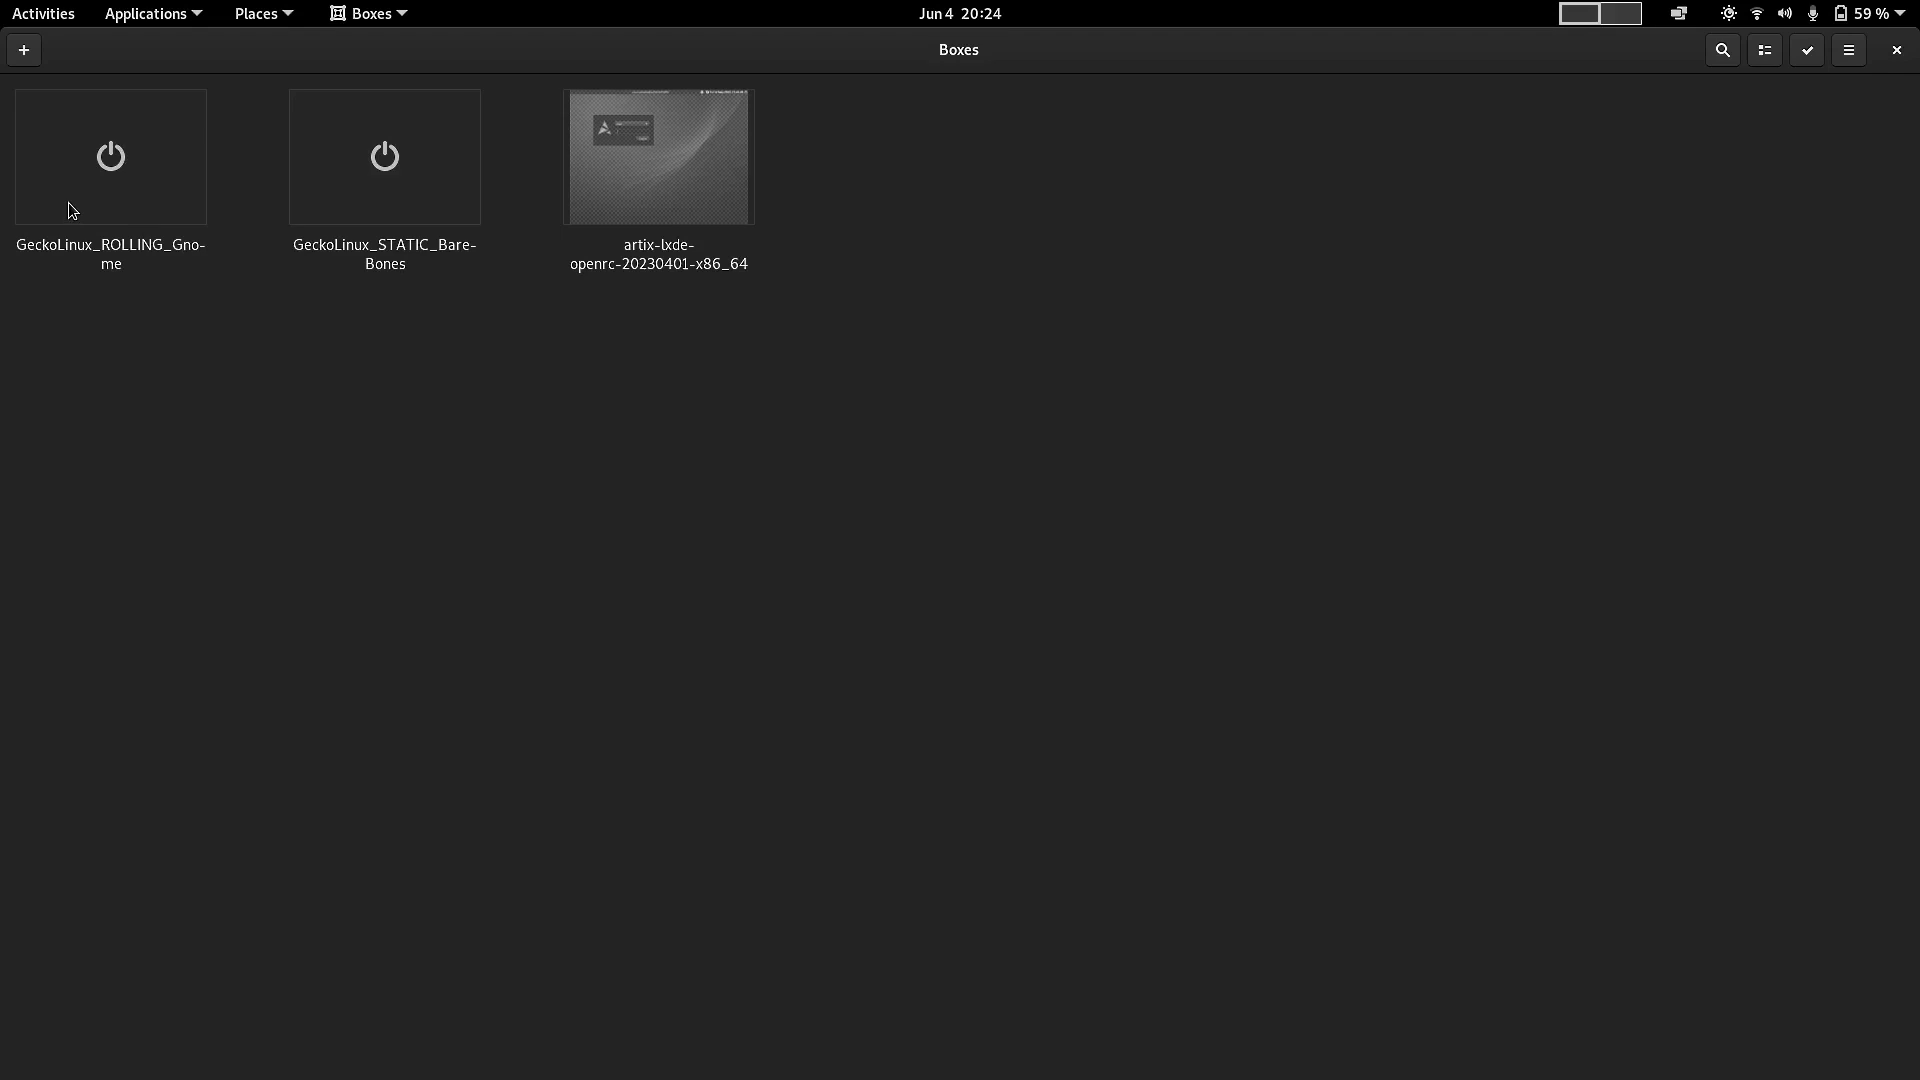 Activities Applications Places Boxes Jun 4 20:24 59 %
Boxes
GeckoLinux_ROLLING_Gno-
me
GeckoLinux_STATIC_Bare-
Bones
artix-lxde-
openrc-20230401-x86_64